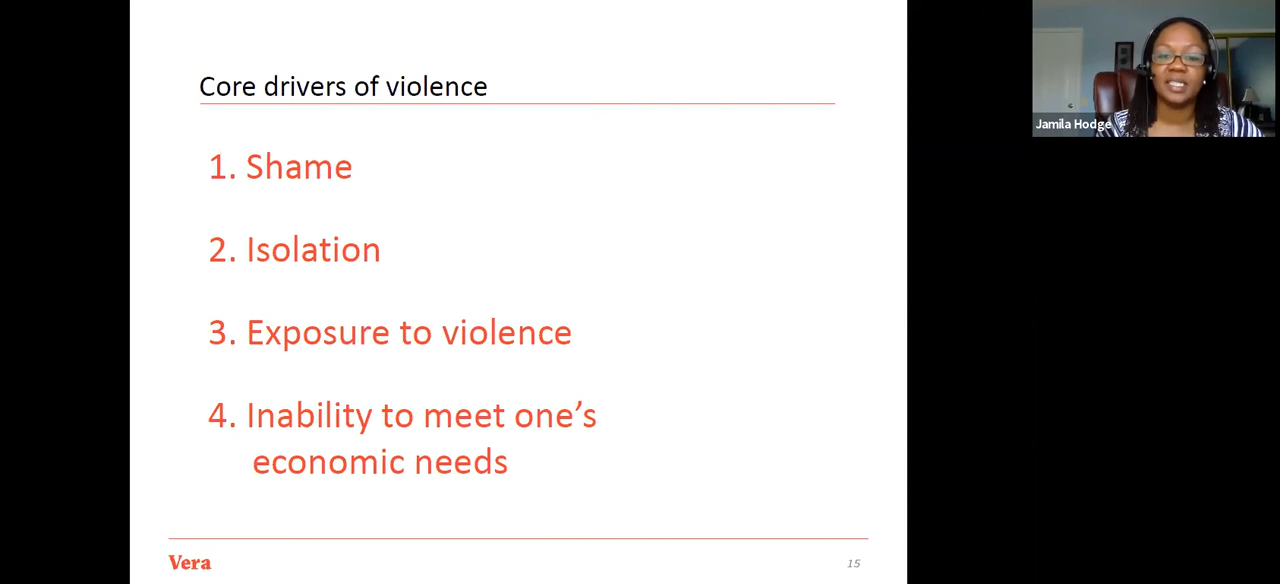 Core drivers of violence
1. Shame
2. Isolation
3. Exposure to violence
4. Inability to meet one’s
economic needs
Vera
15
Jamila Hodge